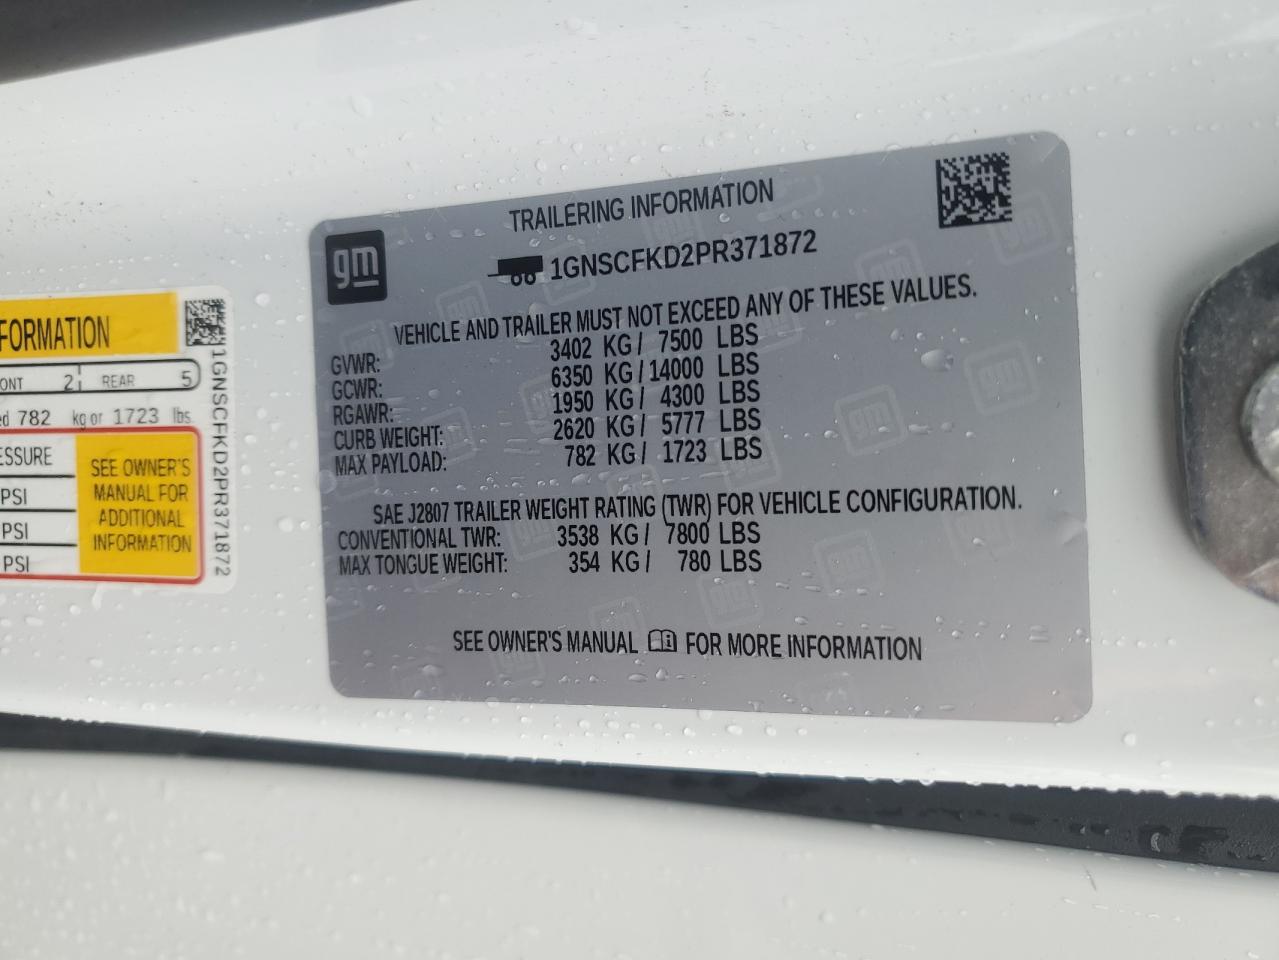 FORMATION
ONT 2 REAR 5
ed 782 kg or 1723 lbs
ESSURE
PSI
PSI
PSI
SEE OWNER'S
MANUAL FOR
ADDITIONAL
INFORMATION
1GNSCFKD2PR371872
gm
TRAILERING INFORMATION
1GNSCFKD2PR371872
VEHICLE AND TRAILER MUST NOT EXCEED ANY OF THESE VALUES.
GVWR: 3402 KG / 7500 LBS
GCWR: 6350 KG / 14000 LBS
RGAWR: 1950 KG / 4300 LBS
CURB WEIGHT: 2620 KG / 5777 LBS
MAX PAYLOAD: 782 KG / 1723 LBS
SAE J2807 TRAILER WEIGHT RATING (TWR) FOR VEHICLE CONFIGURATION.
CONVENTIONAL TWR: 3538 KG / 7800 LBS
MAX TONGUE WEIGHT: 354 KG / 780 LBS
SEE OWNER'S MANUAL FOR MORE INFORMATION